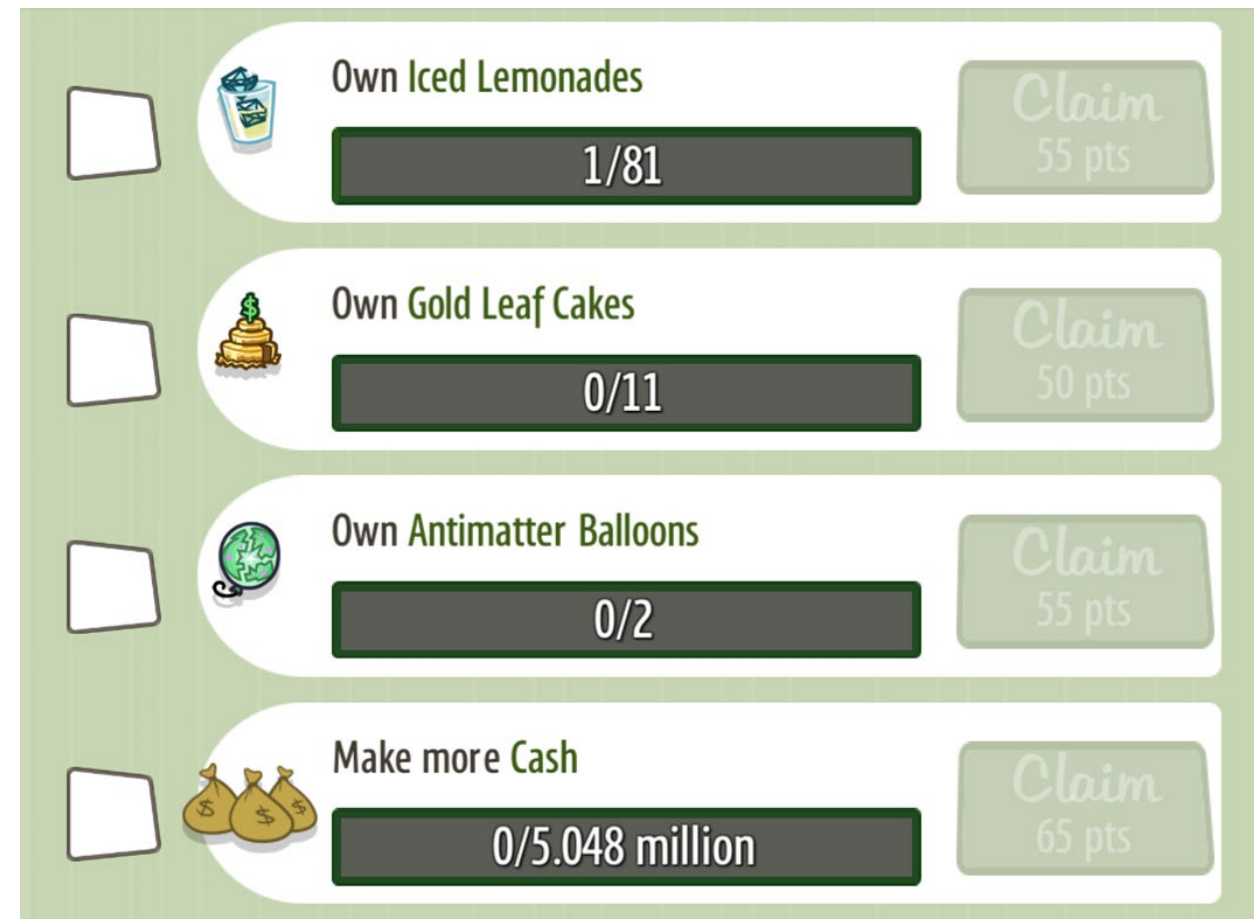 Own Iced Lemonades
1/81
Claim
55 pts
Own Gold Leaf Cakes
0/11
Claim
50 pts
Own Antimatter Balloons
0/2
Claim
55 pts
Make more Cash
0/5.048 million
Claim
65 pts